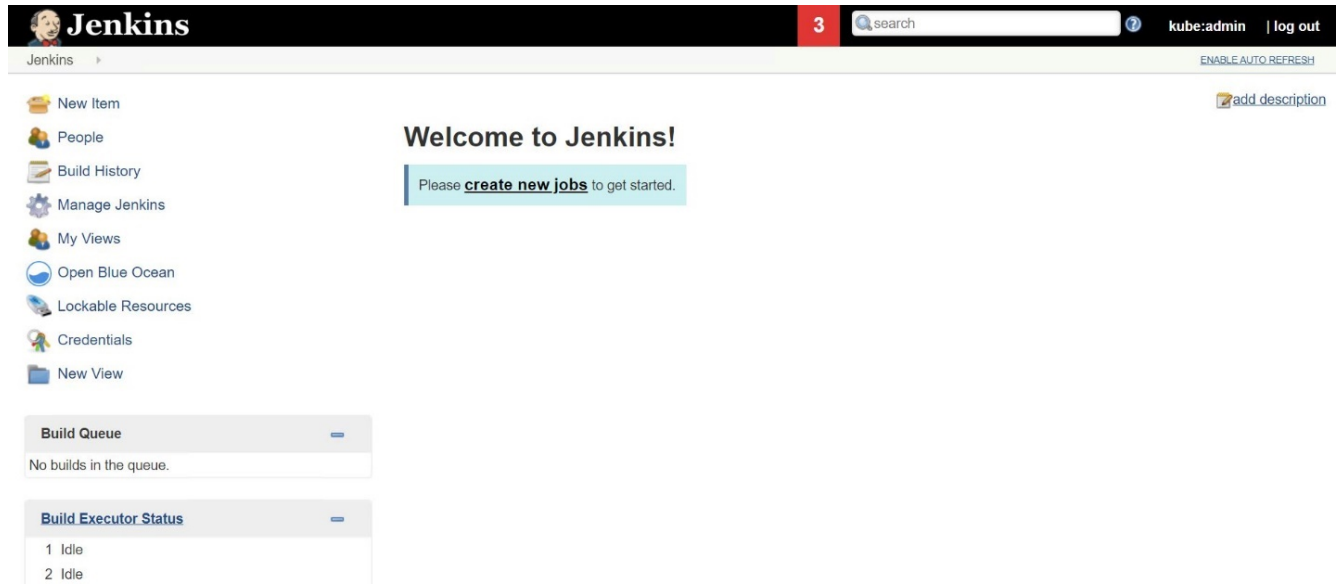 Jenkins
3
search
kube:admin | log out
Jenkins
ENABLE AUTO REFRESH
add description
New Item
People
Build History
Manage Jenkins
My Views
Open Blue Ocean
Lockable Resources
Credentials
New View
Welcome to Jenkins!
Please create new jobs to get started.
Build Queue
No builds in the queue.
Build Executor Status
1 Idle
2 Idle